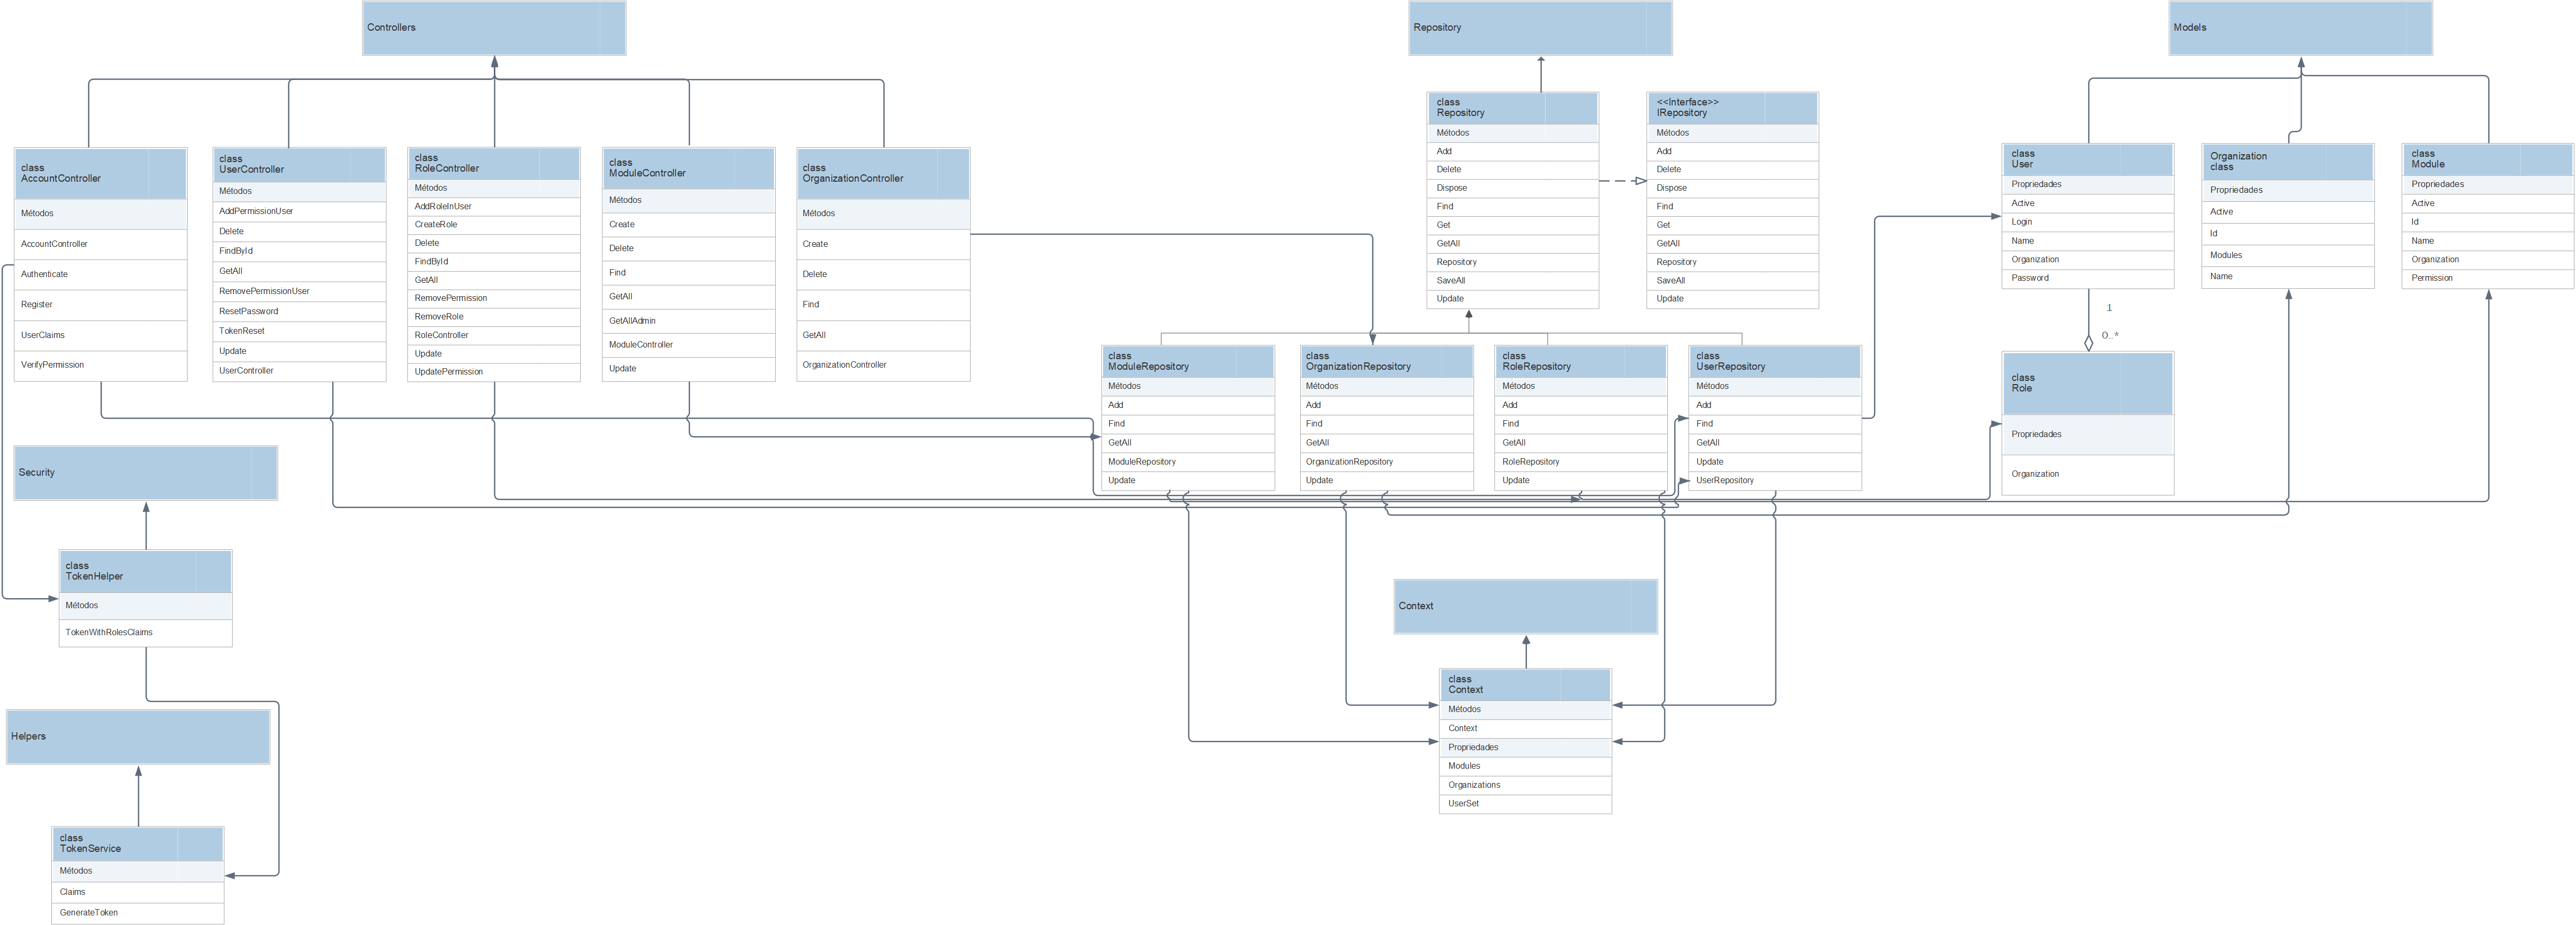 Controllers
Repository
Models
class
AccountController
Métodos
AccountController
Authenticate
Register
UserClaims
VerifyPermission
class
UserController
Métodos
AddPermissionUser
Delete
FindById
GetAll
RemovePermissionUser
ResetPassword
TokenReset
Update
UserController
class
RoleController
Métodos
AddRoleInUser
CreateRole
Delete
FindById
GetAll
RemovePermission
RemoveRole
RoleController
Update
UpdatePermission
class
ModuleController
Métodos
Create
Delete
Find
GetAll
GetAllAdmin
ModuleController
Update
class
OrganizationController
Métodos
Create
Delete
Find
GetAll
OrganizationController
class
Repository
Métodos
Add
Delete
Dispose
Find
Get
GetAll
Repository
SaveAll
Update
<<Interface>>
IRepository
Métodos
Add
Delete
Dispose
Find
Get
GetAll
Repository
SaveAll
Update
class
User
Propriedades
Active
Login
Name
Organization
Password
Organization
class
Propriedades
Active
Id
Modules
Name
class
Module
Propriedades
Active
Id
Name
Organization
Permission
1
0..*
class
ModuleRepository
Métodos
Add
Find
GetAll
ModuleRepository
Update
class
OrganizationRepository
Métodos
Add
Find
GetAll
OrganizationRepository
Update
class
RoleRepository
Métodos
Add
Find
GetAll
RoleRepository
Update
class
UserRepository
Métodos
Add
Find
GetAll
Update
UserRepository
class
Role
Propriedades
Organization
Security
class
TokenHelper
Métodos
TokenWithRolesClaims
Context
class
Context
Métodos
Context
Propriedades
Modules
Organizations
UserSet
Helpers
class
TokenService
Métodos
Claims
GenerateToken